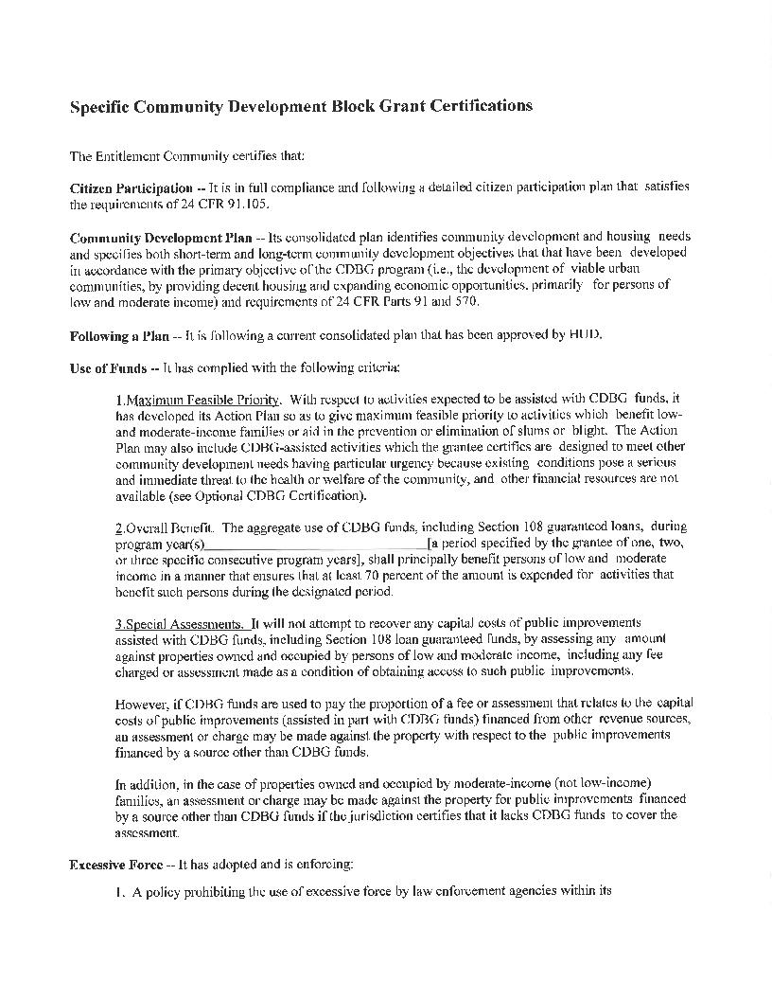 Specific Community Development Block Grant Certifications
The Entitlement Community certifies that:
Citizen Participation -- It is in full compliance and following a detailed citizen participation plan that satisfies
the requirements of 24 CFR 91.105.
Community Development Plan -- Its consolidated plan identifies community development and housing needs
and specifies both short-term and long-term community development objectives that that have been developed
in accordance with the primary objective of the CDBG program (i.e., the development of viable urban
communities, by providing decent housing and expanding economic opportunities, primarily for persons of
low and moderate income) and requirements of 24 CFR Parts 91 and 570.
Following a Plan -- It is following a current consolidated plan that has been approved by HUD.
Use of Funds -- It has complied with the following criteria:
1.Maximum Feasible Priority. With respect to activities expected to be assisted with CDBG funds, it
has developed its Action Plan so as to give maximum feasible priority to activities which benefit low-
and moderate-income families or aid in the prevention or elimination of slums or blight. The Action
Plan may also include CDBG-assisted activities which the grantee certifies are designed to meet other
community development needs having particular urgency because existing conditions pose a serious
and immediate threat to the health or welfare of the community, and other financial resources are not
available (see Optional CDBG Certification).
2.Overall Benefit. The aggregate use of CDBG funds, including Section 108 guaranteed loans, during
program year(s)______________________________[a period specified by the grantee of one, two,
or three specific consecutive program years], shall principally benefit persons of low and moderate
income in a manner that ensures that at least 70 percent of the amount is expended for activities that
benefit such persons during the designated period.
3.Special Assessments. It will not attempt to recover any capital costs of public improvements
assisted with CDBG funds, including Section 108 loan guaranteed funds, by assessing any amount
against properties owned and occupied by persons of low and moderate income, including any fee
charged or assessment made as a condition of obtaining access to such public improvements.
However, if CDBG funds are used to pay the proportion of a fee or assessment that relates to the capital
costs of public improvements (assisted in part with CDBG funds) financed from other revenue sources,
an assessment or charge may be made against the property with respect to the public improvements
financed by a source other than CDBG funds.
In addition, in the case of properties owned and occupied by moderate-income (not low-income)
families, an assessment or charge may be made against the property for public improvements financed
by a source other than CDBG funds if the jurisdiction certifies that it lacks CDBG funds to cover the
assessment.
Excessive Force -- It has adopted and is enforcing:
1. A policy prohibiting the use of excessive force by law enforcement agencies within its